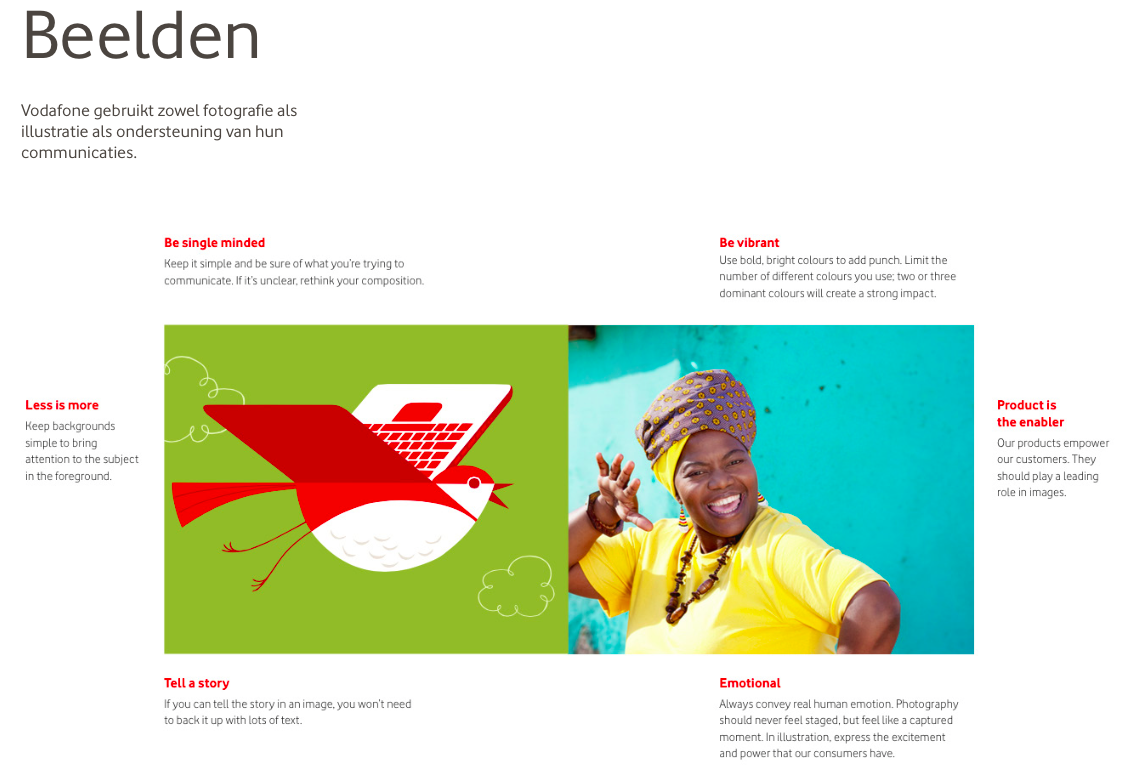 Beelden
Vodafone gebruikt zowel fotografie als
illustratie als ondersteuning van hun
communicaties.
Be single minded
Keep it simple and be sure of what you're trying to
communicate. If it's unclear, rethink your composition.
Be vibrant
Use bold, bright colours to add punch. Limit the
number of different colours you use; two or three
dominant colours will create a strong impact.
Less is more
Keep backgrounds
simple to bring
attention to the subject
in the foreground.
Product is
the enabler
Our products empower
our customers. They
should play a leading
role in images.
Tell a story
If you can tell the story in an image, you won't need
to back it up with lots of text.
Emotional
Always convey real human emotion. Photography
should never feel staged, but feel like a captured
moment. In illustration, express the excitement
and power that our consumers have.